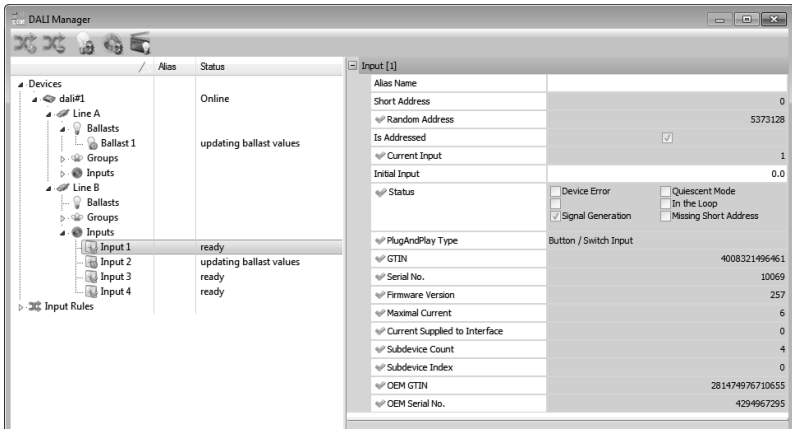 DALI Manager
Alias Status
Devices
dali#1 Online
Line A
Ballasts
Ballast 1 updating ballast values
Groups
Inputs
Line B
Ballasts
Groups
Inputs
Input 1 ready
Input 2 updating ballast values
Input 3 ready
Input 4 ready
Input Rules
Input [1]
Alias Name
Short Address 0
Random Address 5373128
Is Addressed
Current Input 1
Initial Input 0.0
Status Device Error Quiescent Mode
In the Loop
Signal Generation Missing Short Address
PlugAndPlay Type Button / Switch Input
GTIN 4008321496461
Serial No. 10069
Firmware Version 257
Maximal Current 6
Current Supplied to Interface 0
Subdevice Count 4
Subdevice Index 0
OEM GTIN 281474976710655
OEM Serial No. 4294967295